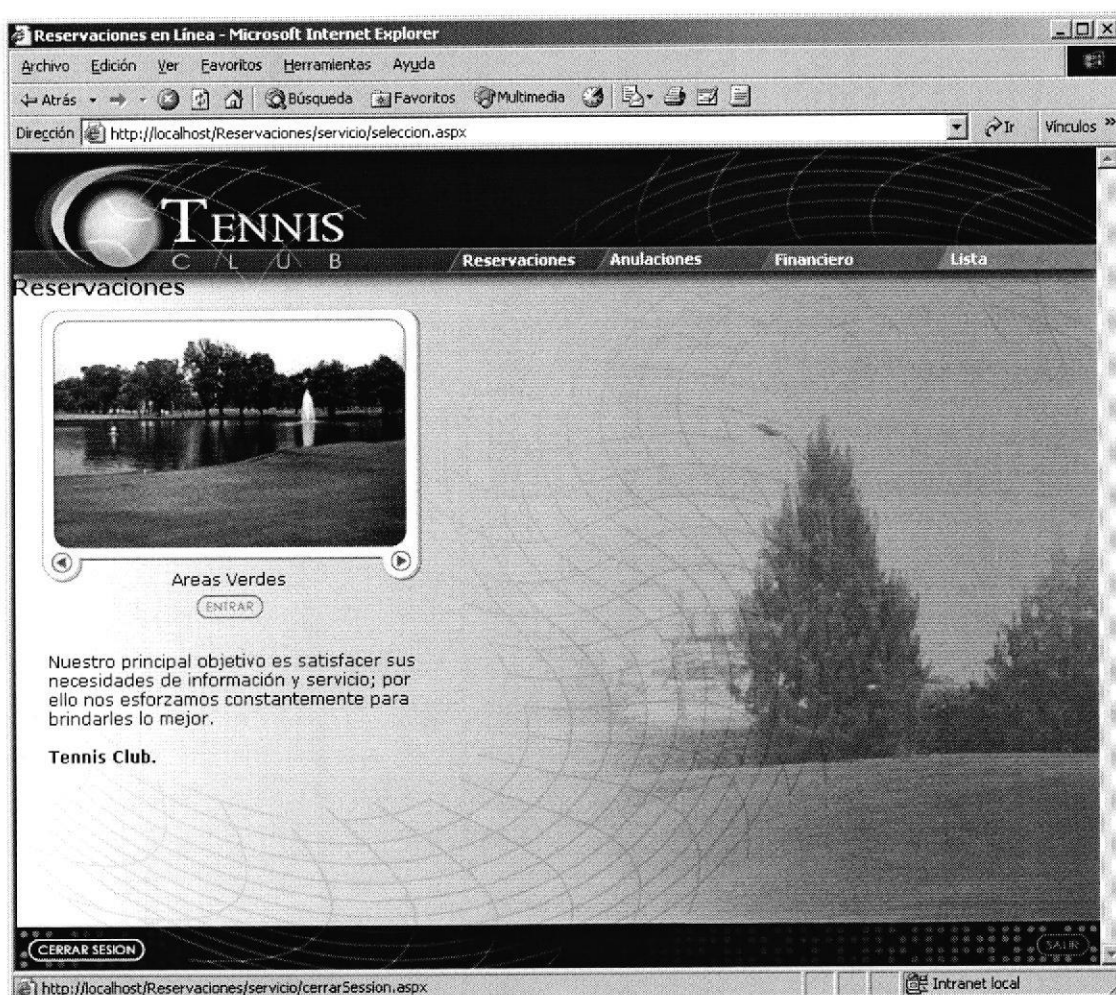 Reservaciones en Línea - Microsoft Internet Explorer
Archivo Edición Ver Favoritos Herramientas Ayuda
Atrás Búsqueda Favoritos Multimedia
Dirección http://localhost/Reservaciones/servicio/seleccion.aspx Ir Vínculos »
TENNIS
CLUB
Reservaciones Anulaciones Financiero Lista
Reservaciones
Areas Verdes
ENTRAR
Nuestro principal objetivo es satisfacer sus
necesidades de información y servicio; por
ello nos esforzamos constantemente para
brindarles lo mejor.
Tennis Club.
CERRAR SESION SALIR
http://localhost/Reservaciones/servicio/cerrarSession.aspx Intranet local